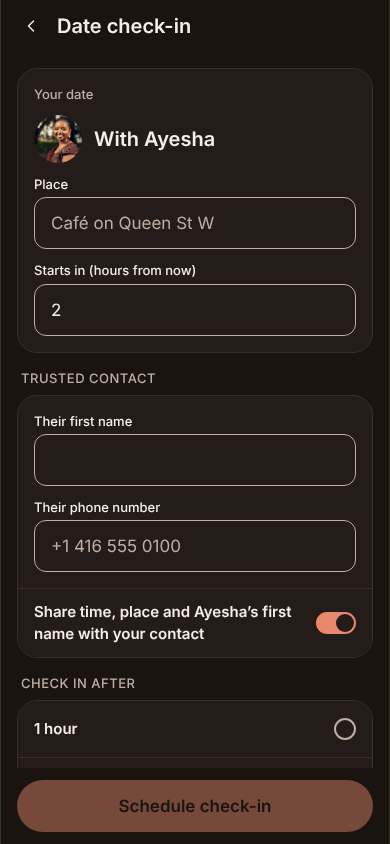 Date check-in
Your date
With Ayesha
Place
Café on Queen St W
Starts in (hours from now)
2
TRUSTED CONTACT
Their first name
Their phone number
+1 416 555 0100
Share time, place and Ayesha’s first
name with your contact
CHECK IN AFTER
1 hour
Schedule check-in